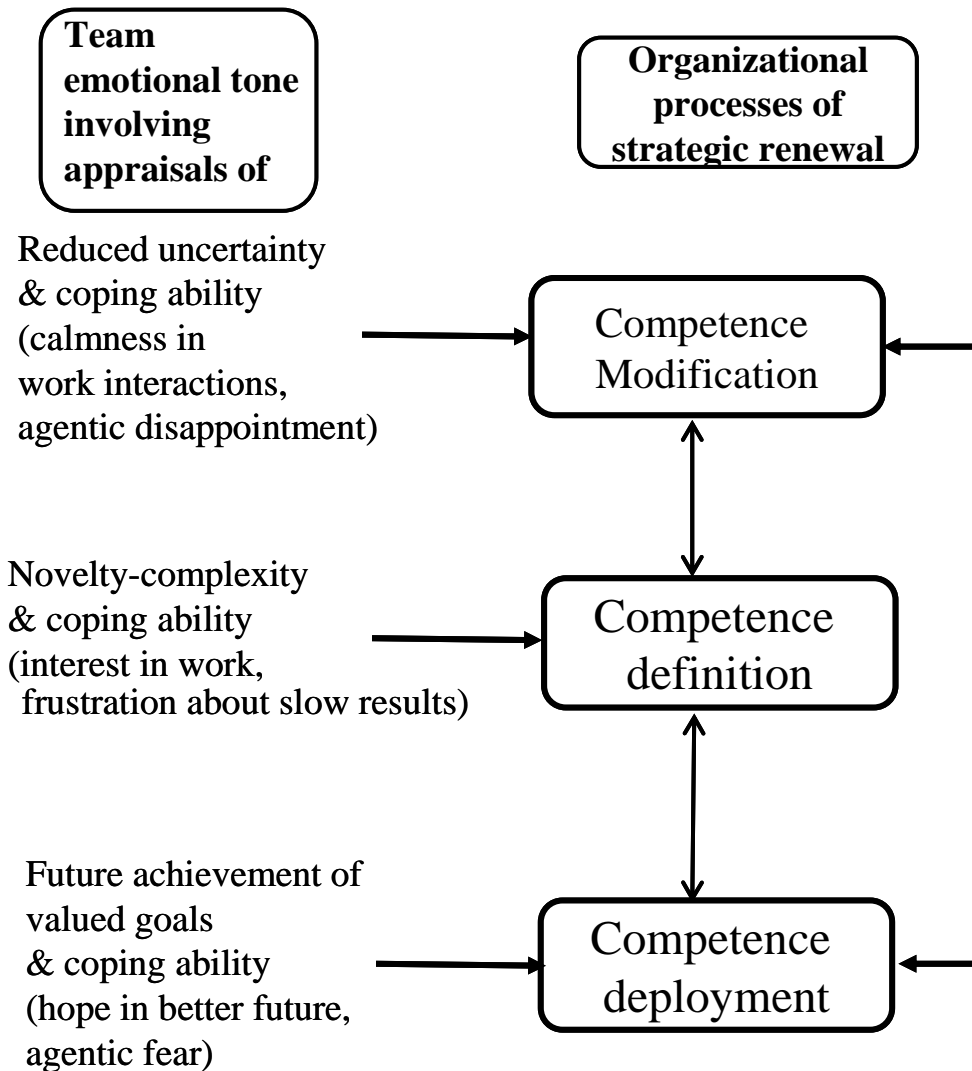 Team
emotional tone
involving
appraisals of
Organizational
processes of
strategic renewal
Reduced uncertainty
& coping ability
(calmness in
work interactions,
agentic disappointment)
Competence
Modification
Novelty-complexity
& coping ability
(interest in work,
frustration about slow results)
Competence
definition
Future achievement of
valued goals
& coping ability
(hope in better future,
agentic fear)
Competence
deployment